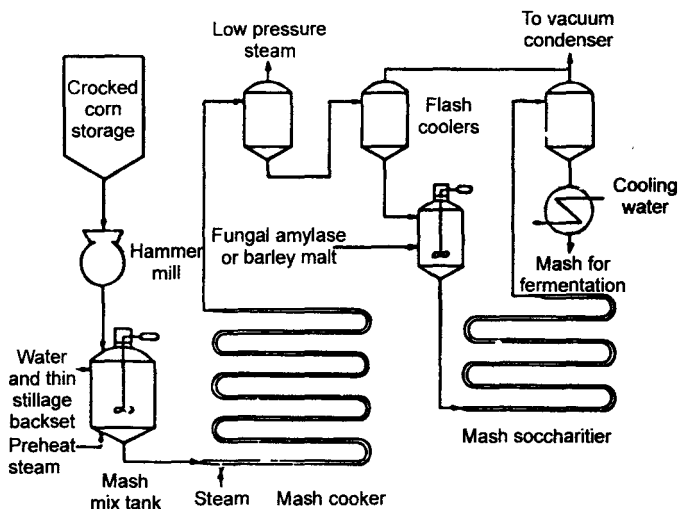 Low pressure
steam
To vacuum
condenser
Crocked
corn
storage
Flash
coolers
Hammer
mill
Fungal amylase
or barley malt
Cooling
water
Mash for
fermentation
Water
and thin
stillage
backset
Preheat
steam
Mash
mix tank
Steam
Mash cooker
Mash soccharitier